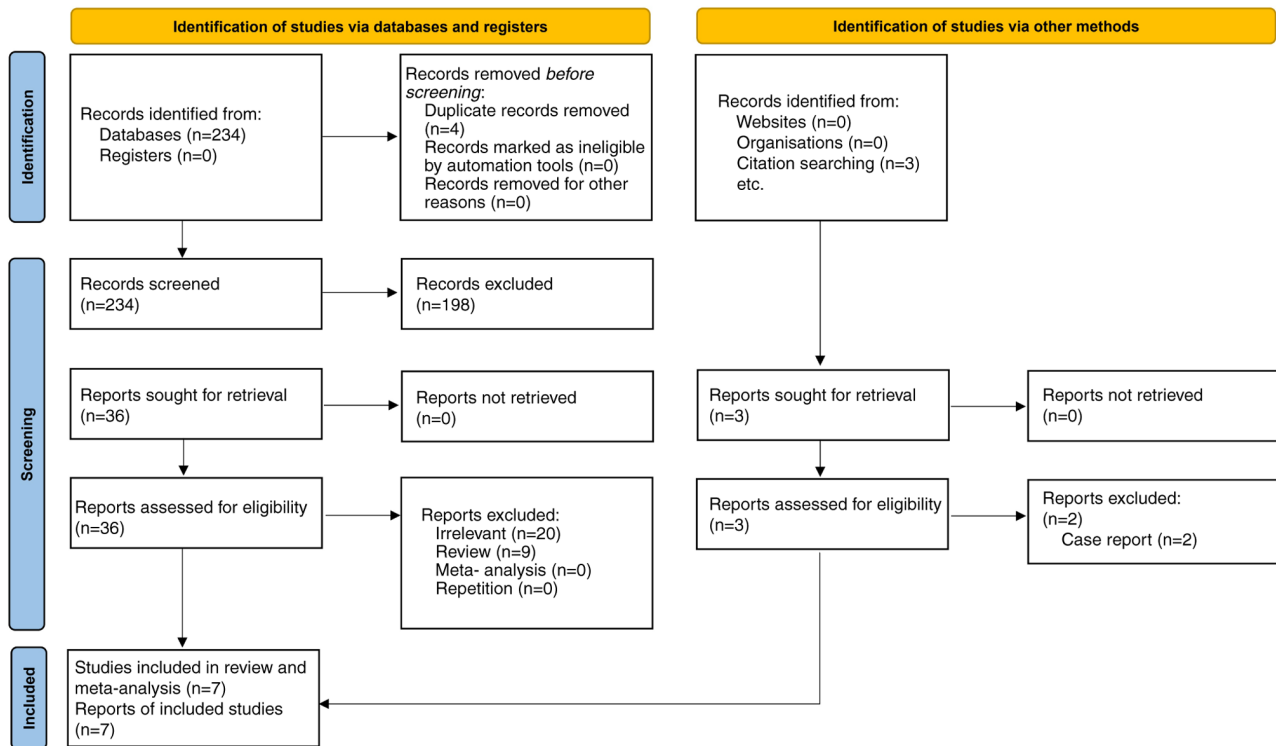 Identification of studies via databases and registers
Identification of studies via other methods
Identification
Records identified from:
Databases (n=234)
Registers (n=0)
Records removed before
screening:
Duplicate records removed
(n=4)
Records marked as ineligible
by automation tools (n=0)
Records removed for other
reasons (n=0)
Records identified from:
Websites (n=0)
Organisations (n=0)
Citation searching (n=3)
etc.
Screening
Records screened
(n=234)
Records excluded
(n=198)
Reports sought for retrieval
(n=36)
Reports not retrieved
(n=0)
Reports sought for retrieval
(n=3)
Reports not retrieved
(n=0)
Reports assessed for eligibility
(n=36)
Reports excluded:
Irrelevant (n=20)
Review (n=9)
Meta- analysis (n=0)
Repetition (n=0)
Reports assessed for eligibility
(n=3)
Reports excluded:
(n=2)
Case report (n=2)
Included
Studies included in review and
meta-analysis (n=7)
Reports of included studies
(n=7)